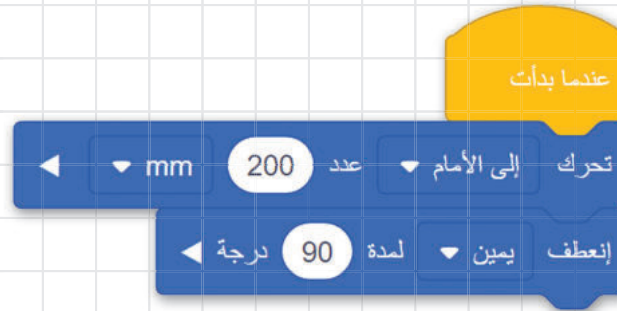 عندما بدأت
تحرك إلى الأمام عدد 200 mm
إنعطف يمين لمدة 90 درجة